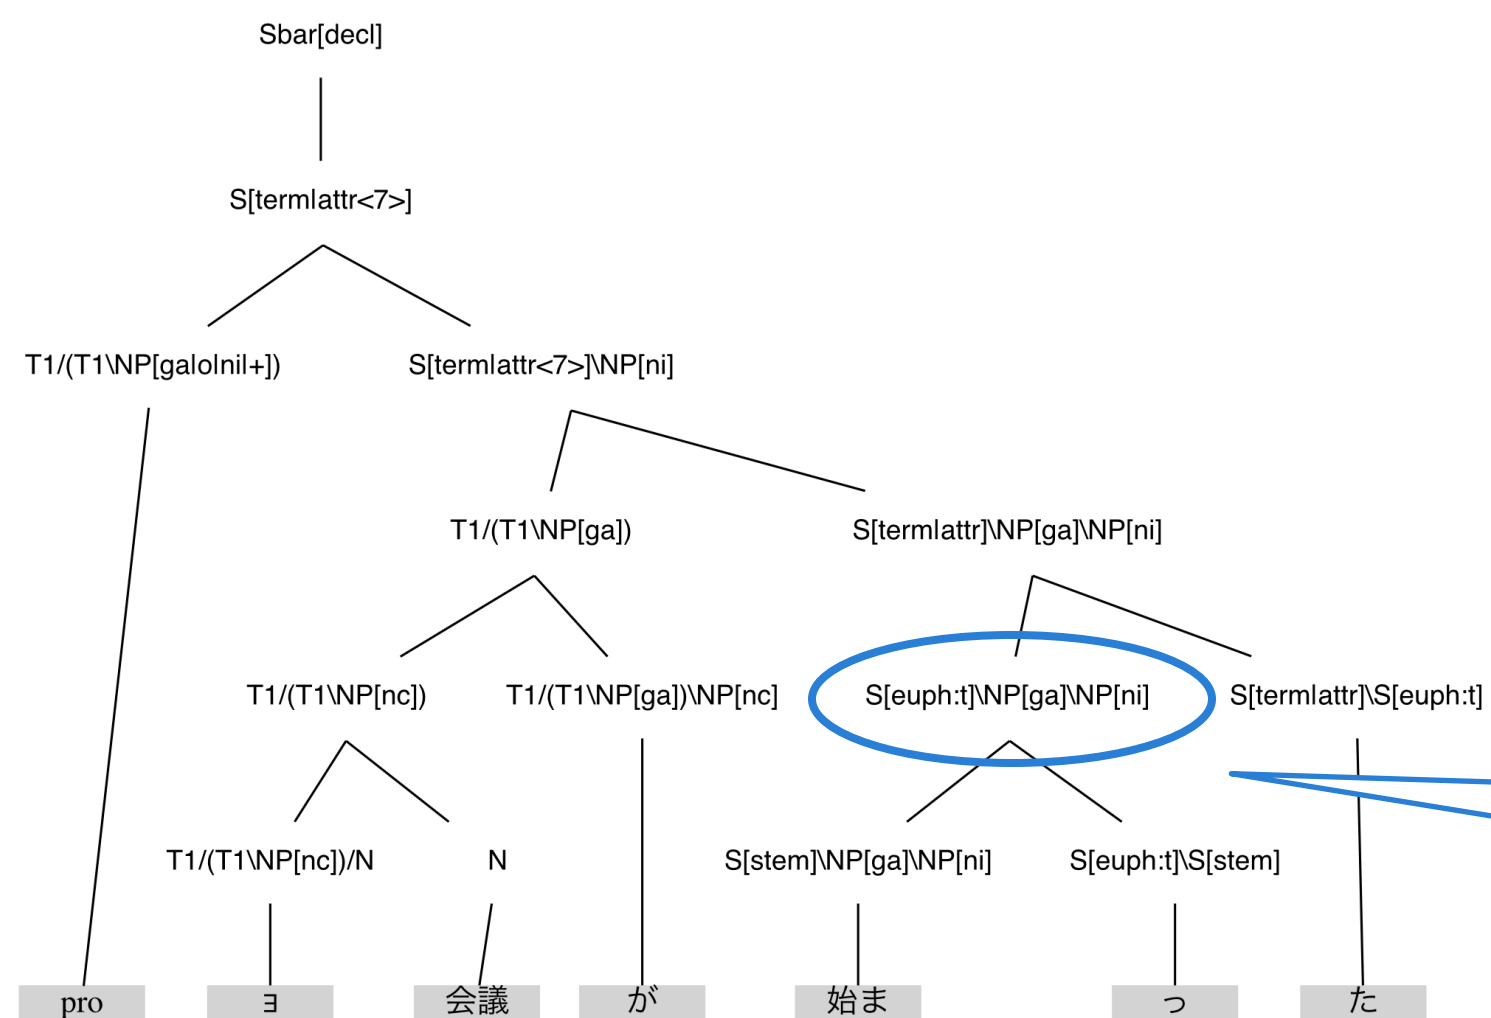 Sbar[decl]
S[term|attr<7>]
T1/(T1\NP[ga|o|ni|+]) S[term|attr<7>]\NP[ni]
T1/(T1\NP[ga]) S[term|attr]\NP[ga]\NP[ni]
T1/(T1\NP[nc]) T1/(T1\NP[ga])\NP[nc] S[euph:t]\NP[ga]\NP[ni] S[term|attr]\S[euph:t]
T1/(T1\NP[nc])/N N S[stem]\NP[ga]\NP[ni] S[euph:t]\S[stem]
pro ∃ 会議 が 始ま っ た